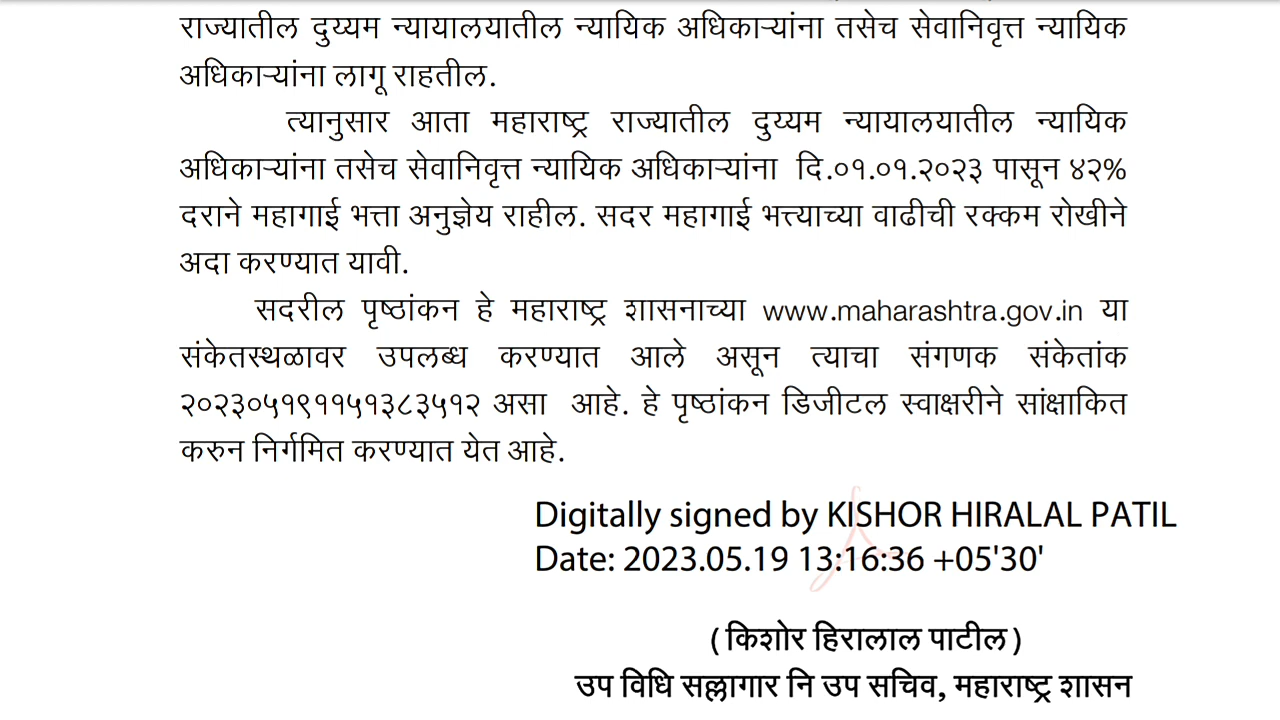 राज्यातील दुय्यम न्यायालयातील न्यायिक अधिकाऱ्यांना तसेच सेवानिवृत्त न्यायिक
अधिकाऱ्यांना लागू राहतील.
त्यानुसार आता महाराष्ट्र राज्यातील दुय्यम न्यायालयातील न्यायिक
अधिकाऱ्यांना तसेच सेवानिवृत्त न्यायिक अधिकाऱ्यांना दि.०१.०१.२०२३ पासून ४२%
दराने महागाई भत्ता अनुज्ञेय राहील. सदर महागाई भत्त्याच्या वाढीची रक्कम रोखीने
अदा करण्यात यावी.
सदरील पृष्ठांकन हे महाराष्ट्र शासनाच्या www.maharashtra.gov.in या
संकेतस्थळावर उपलब्ध करण्यात आले असून त्याचा संगणक संकेतांक
२०२३०५१९११५१३८३५१२ असा आहे. हे पृष्ठांकन डिजीटल स्वाक्षरीने सांक्षाकित
करुन निर्गमित करण्यात येत आहे.
Digitally signed by KISHOR HIRALAL PATIL
Date: 2023.05.19 13:16:36 +05'30'
( किशोर हिरालाल पाटील )
उप विधि सल्लागार नि उप सचिव, महाराष्ट्र शासन